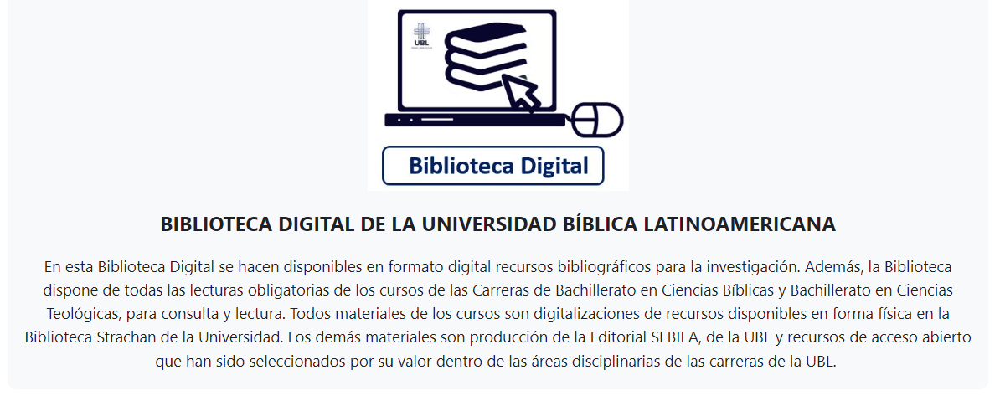 UBL
Biblioteca Digital
BIBLIOTECA DIGITAL DE LA UNIVERSIDAD BÍBLICA LATINOAMERICANA
En esta Biblioteca Digital se hacen disponibles en formato digital recursos bibliográficos para la investigación. Además, la Biblioteca
dispone de todas las lecturas obligatorias de los cursos de las Carreras de Bachillerato en Ciencias Bíblicas y Bachillerato en Ciencias
Teológicas, para consulta y lectura. Todos materiales de los cursos son digitalizaciones de recursos disponibles en forma física en la
Biblioteca Strachan de la Universidad. Los demás materiales son producción de la Editorial SEBILA, de la UBL y recursos de acceso abierto
que han sido seleccionados por su valor dentro de las áreas disciplinarias de las carreras de la UBL.